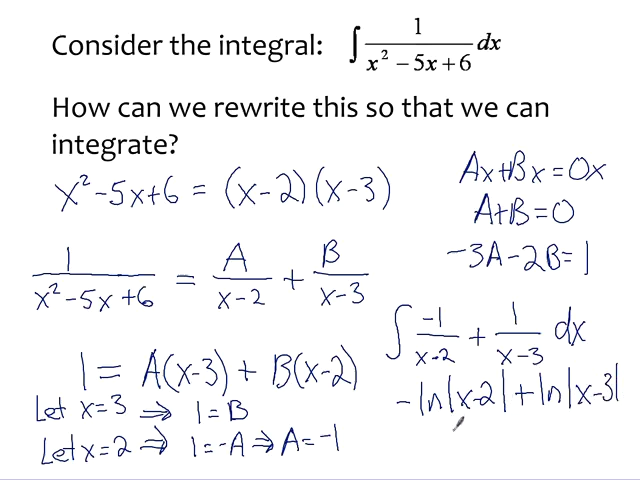 Consider the integral: ∫ 1/(x² − 5x + 6) dx
How can we rewrite this so that we can
integrate?
x²-5x+6 = (x-2)(x-3)
1/(x²-5x+6) = A/(x-2) + B/(x-3)
1 = A(x-3) + B(x-2)
Let x=3 ⇒ 1=B
Let x=2 ⇒ 1=-A ⇒ A=-1
Ax+Bx=0x
A+B=0
-3A-2B=1
∫ -1/(x-2) + 1/(x-3) dx
-ln|x-2|+ln|x-3|